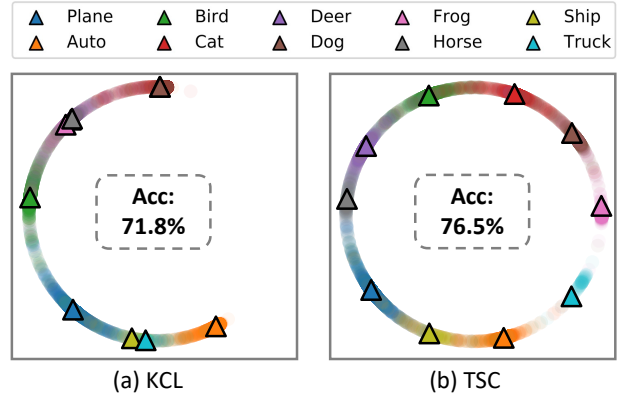 Plane Bird Deer Frog Ship
Auto Cat Dog Horse Truck
Acc:
71.8%
Acc:
76.5%
(a) KCL
(b) TSC